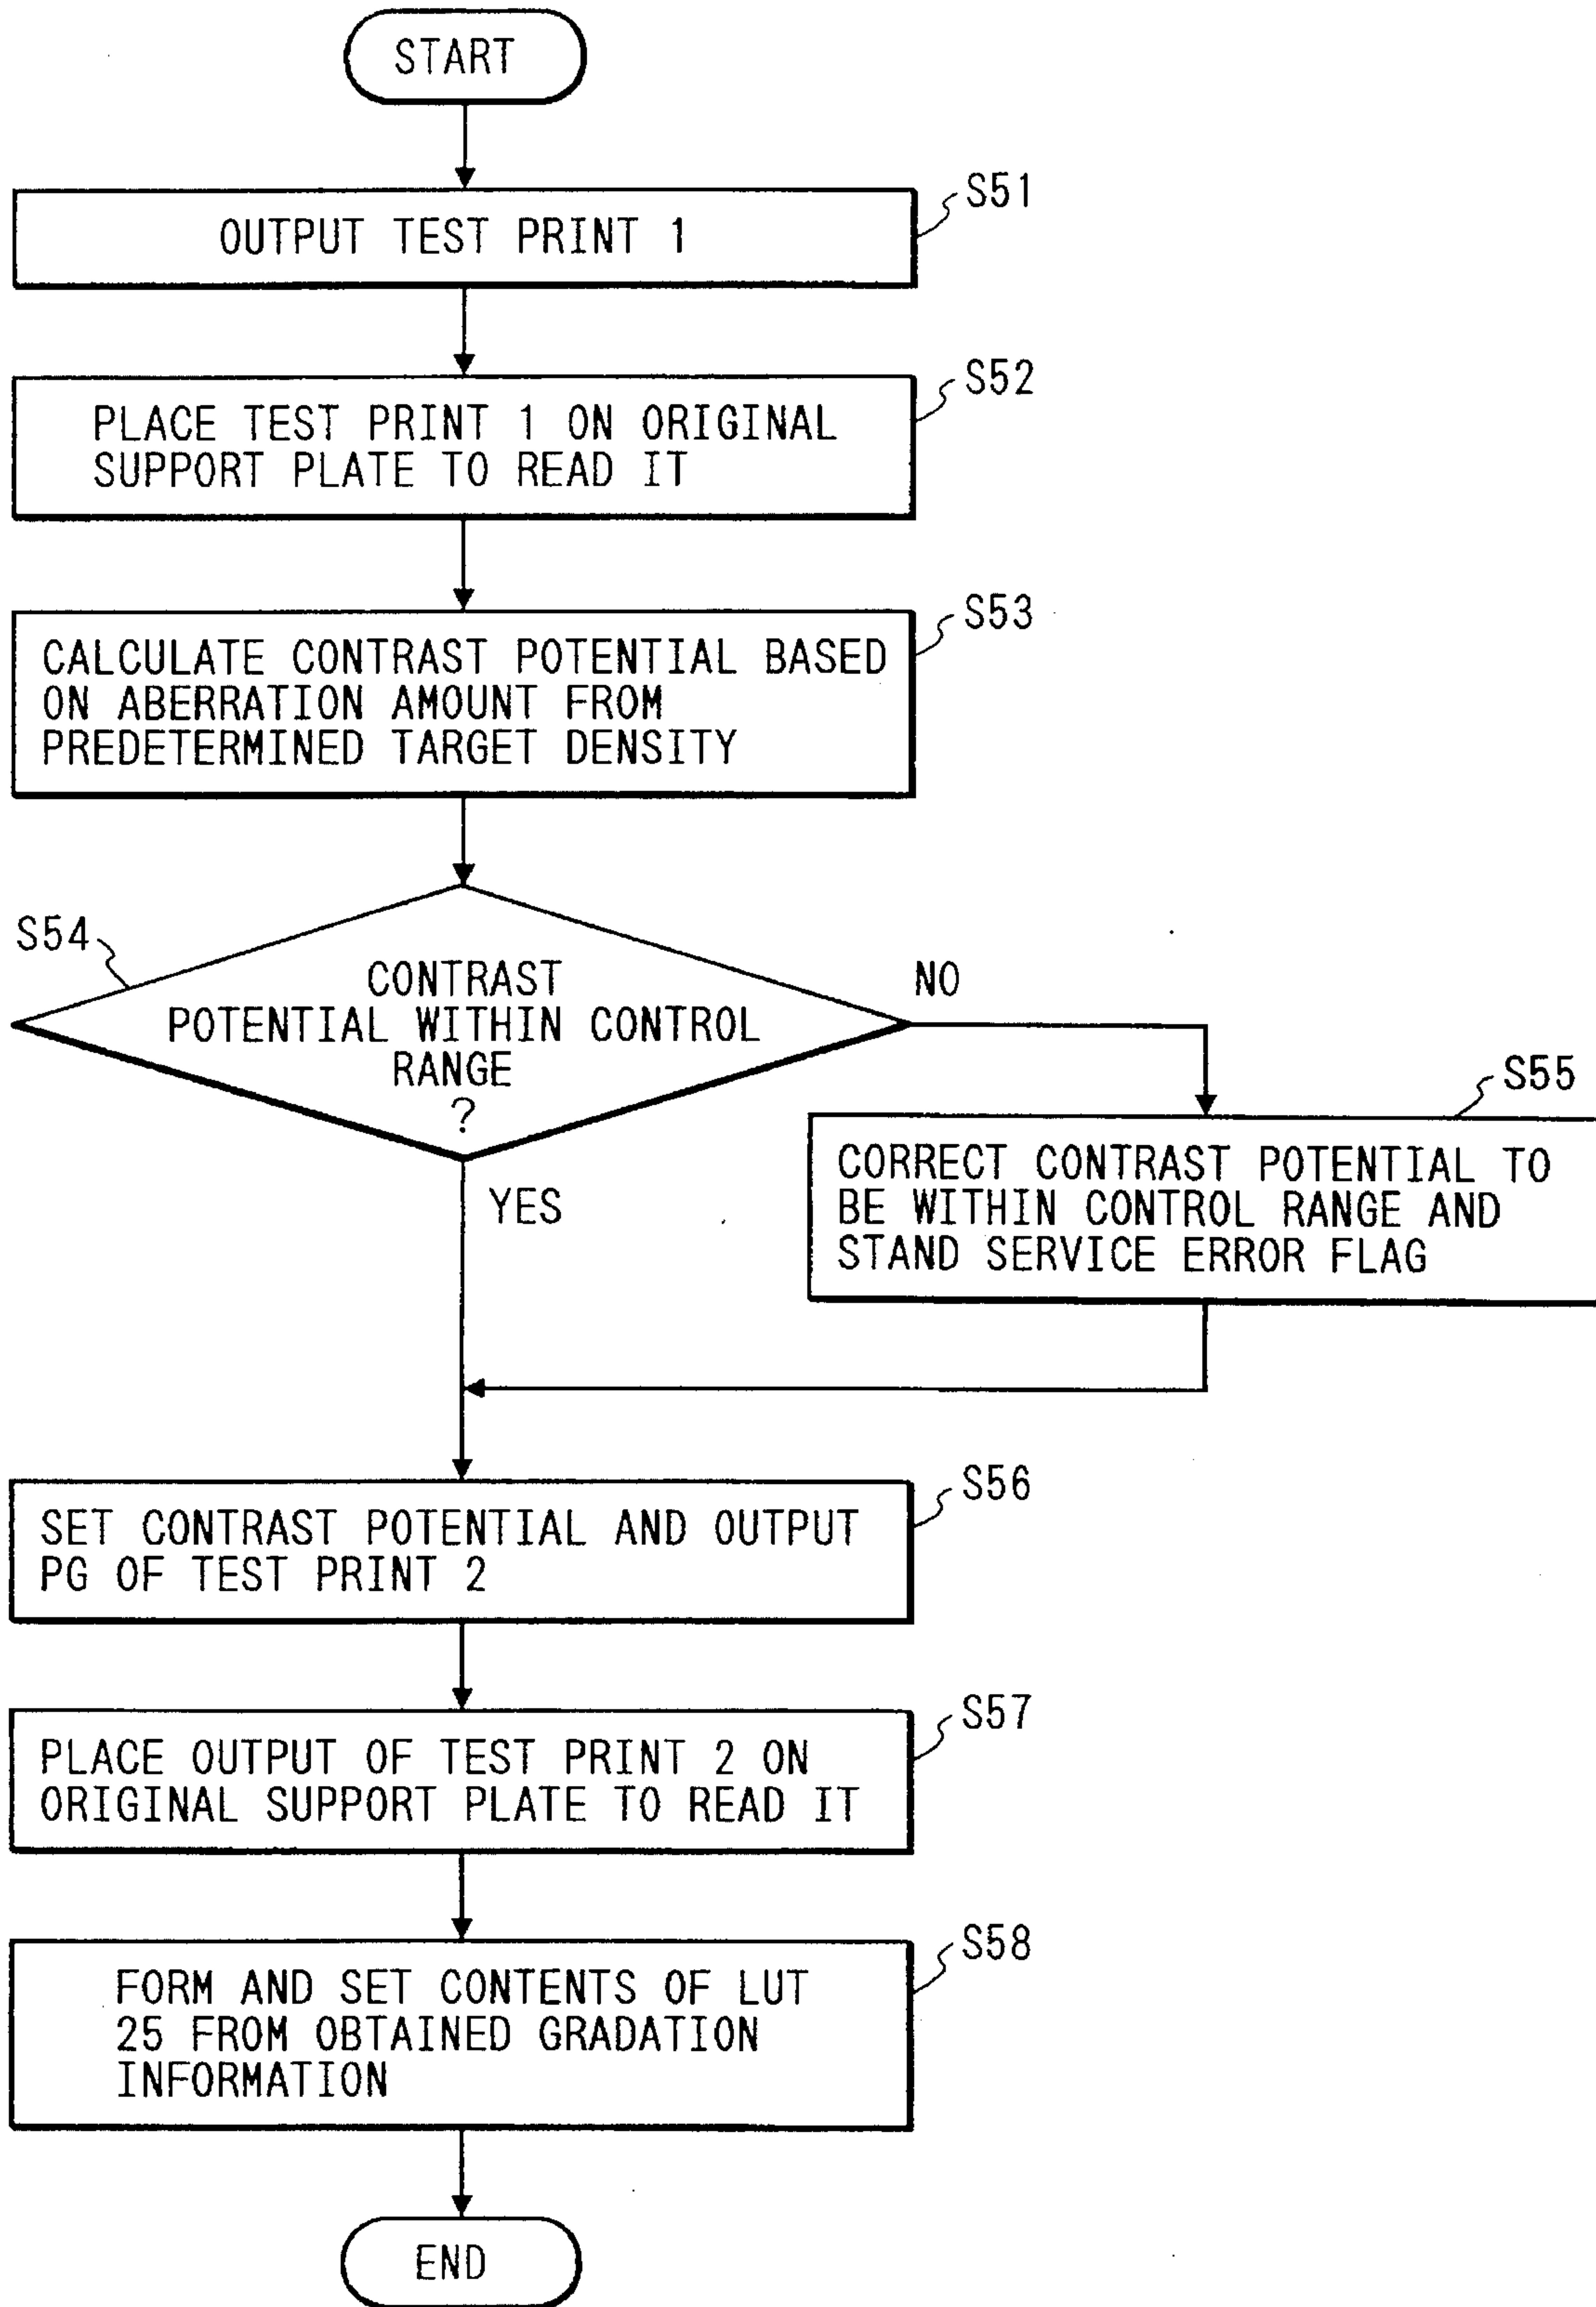 START
S51
OUTPUT TEST PRINT 1
S52
PLACE TEST PRINT 1 ON ORIGINAL
SUPPORT PLATE TO READ IT
S53
CALCULATE CONTRAST POTENTIAL BASED
ON ABERRATION AMOUNT FROM
PREDETERMINED TARGET DENSITY
S54
CONTRAST
POTENTIAL WITHIN CONTROL
RANGE
?
NO
YES
S55
CORRECT CONTRAST POTENTIAL TO
BE WITHIN CONTROL RANGE AND
STAND SERVICE ERROR FLAG
S56
SET CONTRAST POTENTIAL AND OUTPUT
PG OF TEST PRINT 2
S57
PLACE OUTPUT OF TEST PRINT 2 ON
ORIGINAL SUPPORT PLATE TO READ IT
S58
FORM AND SET CONTENTS OF LUT
25 FROM OBTAINED GRADATION
INFORMATION
END